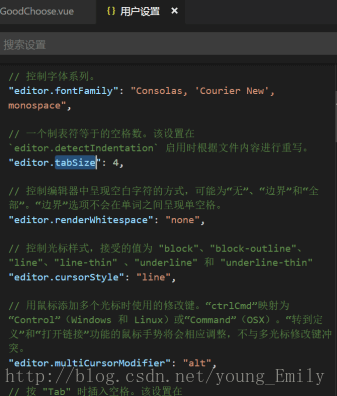 GoodChoose.vue
{} 用户设置 ×
搜索设置
// 控制字体系列。
"editor.fontFamily": "Consolas, 'Courier New',
monospace",
// 一个制表符等于的空格数。该设置在
`editor.detectIndentation` 启用时根据文件内容进行重写。
"editor.tabSize": 4,
// 控制编辑器中呈现空白字符的方式，可能为“无”、“边界”和“全
部”。“边界”选项不会在单词之间呈现单空格。
"editor.renderWhitespace": "none",
// 控制光标样式，接受的值为 "block"、"block-outline"、
"line"、"line-thin" 、"underline" 和 "underline-thin"
"editor.cursorStyle": "line",
// 用鼠标添加多个光标时使用的修改键。"ctrlCmd”映射为
“Control” (Windows 和 Linux) 或“Command” (OSX)。“转到定
义”和“打开链接”功能的鼠标手势将会相应调整，不与多光标修改键冲
突。
"editor.multiCursorModifier": "alt",
http://blog.csdn.net/young_Emily
// 按 "Tab" 时插入空格。该设置在